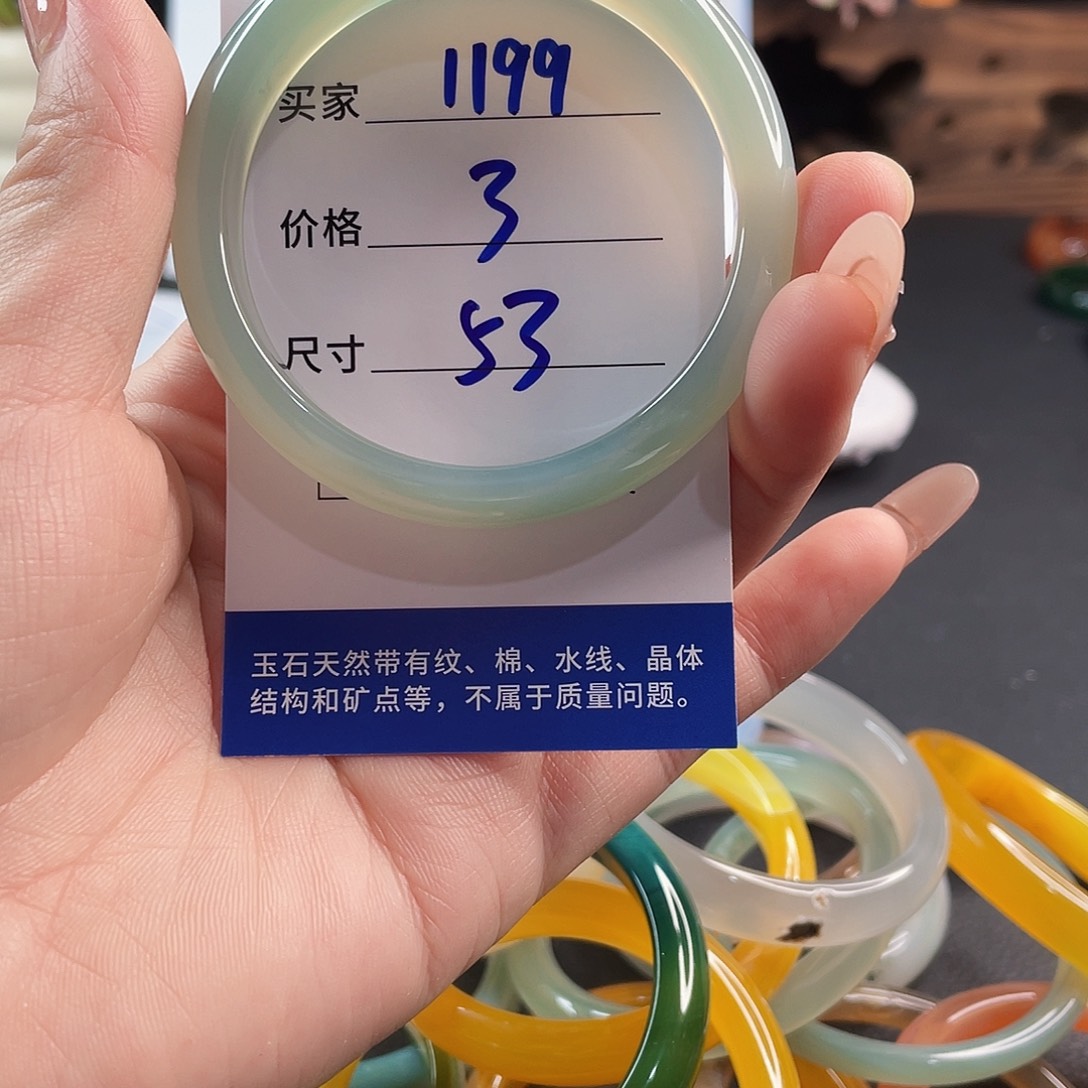 买家 1199
价格 3
尺寸 53
玉石天然带有纹、棉、水线、晶体
结构和矿点等，不属于质量问题。